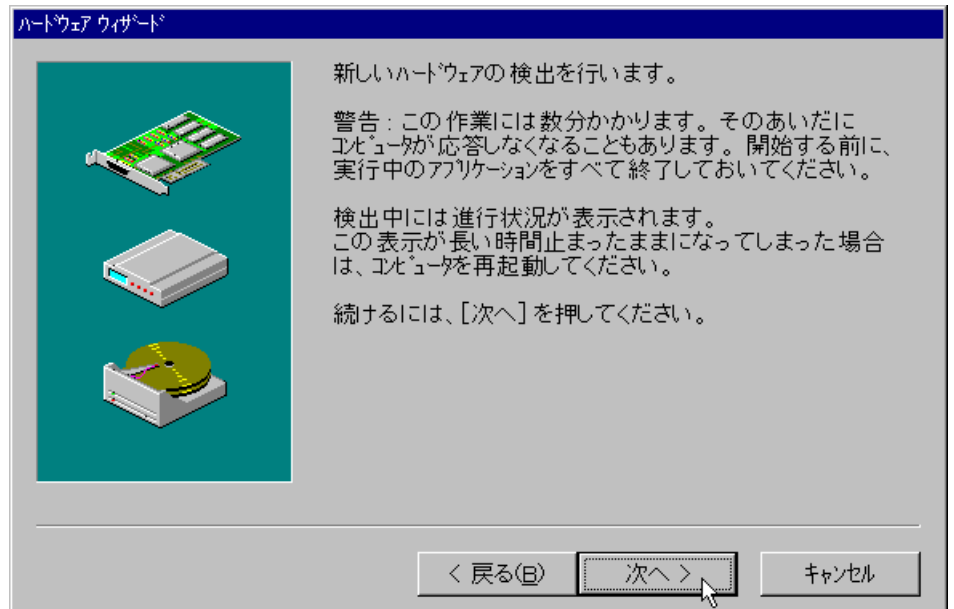 ﾊｰﾄﾞｳｪｱ ｳｨｻﾞｰﾄﾞ
新しいﾊｰﾄﾞｳｪｱの検出を行います。
警告：この作業には数分かかります。そのあいだに
ｺﾝﾋﾟｭｰﾀが応答しなくなることもあります。開始する前に、
実行中のｱﾌﾟﾘｹｰｼｮﾝをすべて終了しておいてください。
検出中には進行状況が表示されます。
この表示が長い時間止まったままになってしまった場合
は、ｺﾝﾋﾟｭｰﾀを再起動してください。
続けるには、[次へ] を押してください。
< 戻る(B) 次へ > ｷｬﾝｾﾙ